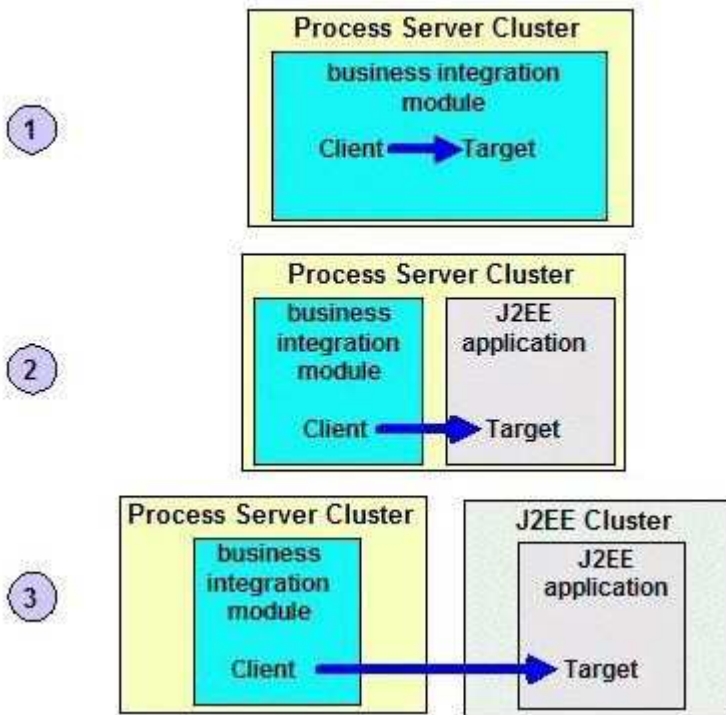 Process Server Cluster
business integration
module
1
Client
Target
Process Server Cluster
business
integration
module
J2EE
application
2
Client
Target
Process Server Cluster
J2EE Cluster
business
integration
module
J2EE
application
3
Client
Target